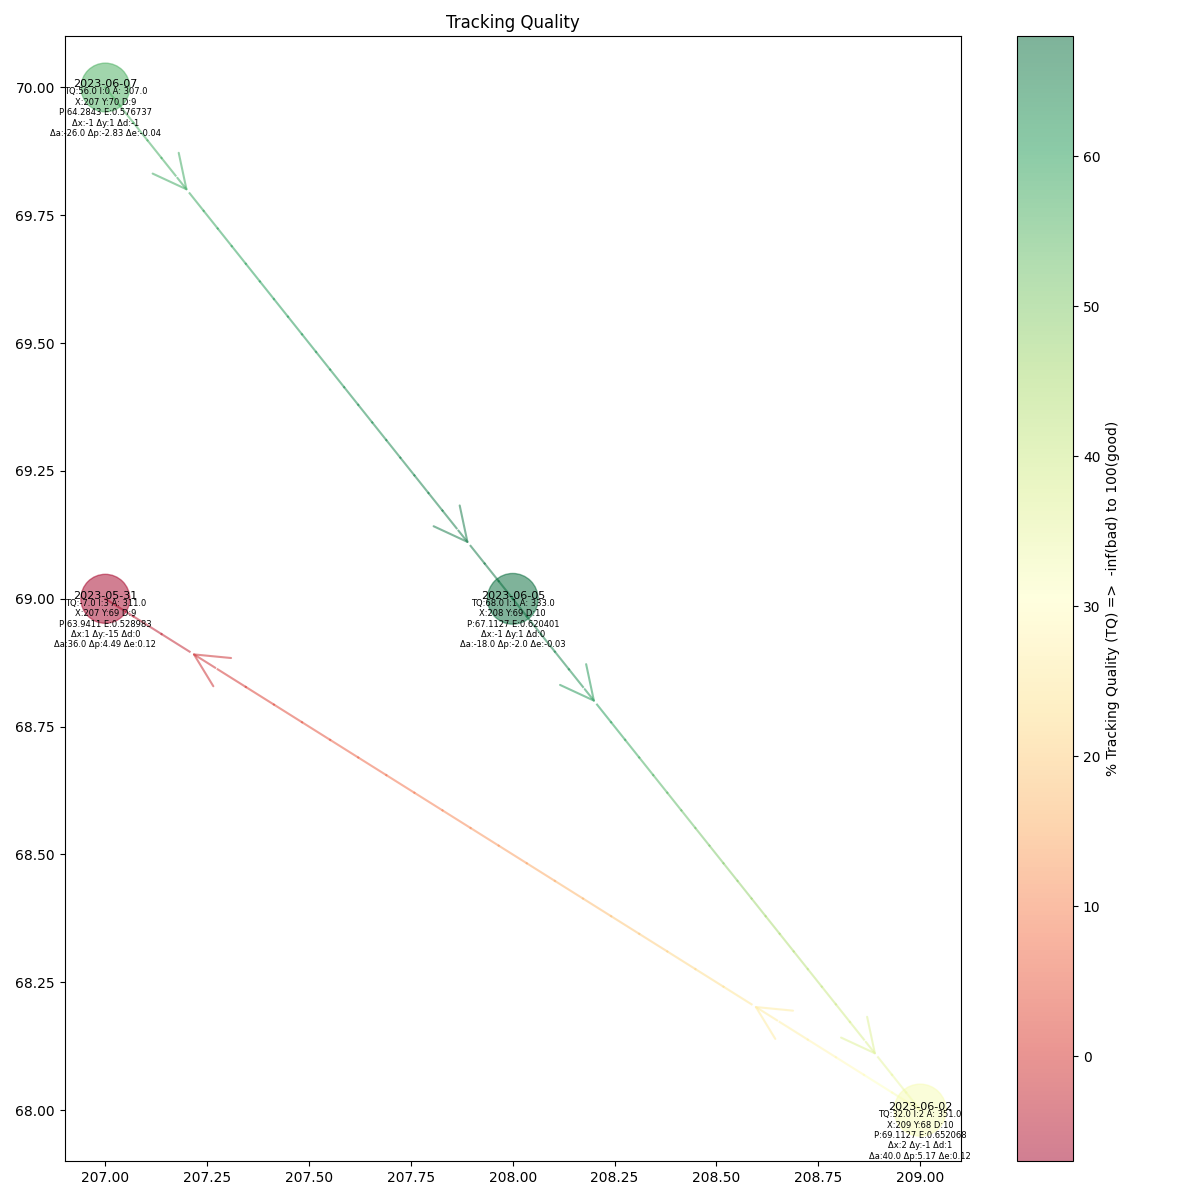 Tracking Quality
2023-06-07
TQ:56.0 I:0 A: 307.0
X:207 Y:70 D:9
P:64.2843 E:0.576737
Δx:-1 Δy:1 Δd:-1
Δa:-26.0 Δp:-2.83 Δe:-0.04
2023-05-31
TQ:-7.0 I:3 A: 311.0
X:207 Y:69 D:9
P:63.9411 E:0.528983
Δx:1 Δy:-15 Δd:0
Δa:36.0 Δp:4.49 Δe:0.12
2023-06-05
TQ:68.0 I:1 A: 333.0
X:208 Y:69 D:10
P:67.1127 E:0.620401
Δx:-1 Δy:1 Δd:0
Δa:-18.0 Δp:-2.0 Δe:-0.03
2023-06-02
TQ:32.0 I:2 A: 351.0
X:209 Y:68 D:10
P:69.1127 E:0.652068
Δx:2 Δy:-1 Δd:1
Δa:40.0 Δp:5.17 Δe:0.12
70.00
69.75
69.50
69.25
69.00
68.75
68.50
68.25
68.00
207.00 207.25 207.50 207.75 208.00 208.25 208.50 208.75 209.00
60
50
40
30
20
10
0
% Tracking Quality (TQ) => -inf(bad) to 100(good)